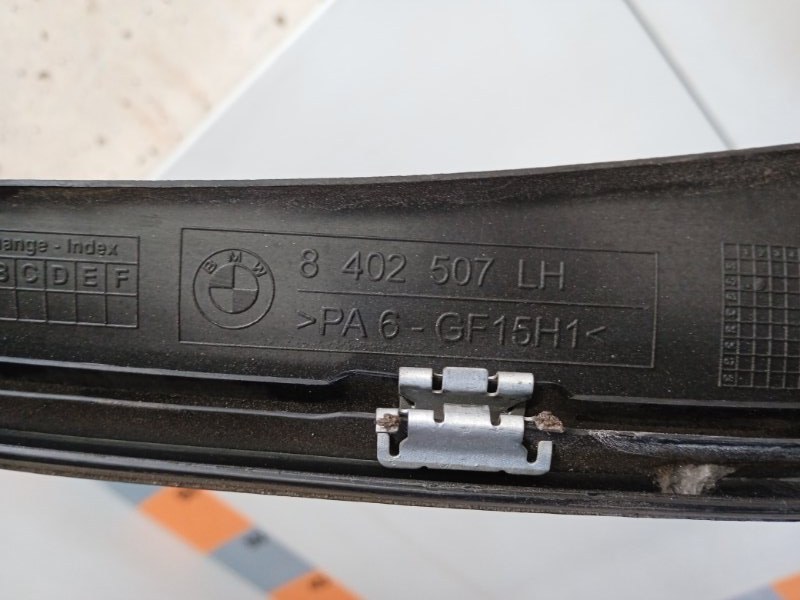 hange - Index
B C D E F
BMW
8 402 507 LH
>PA 6 - GF15H1<